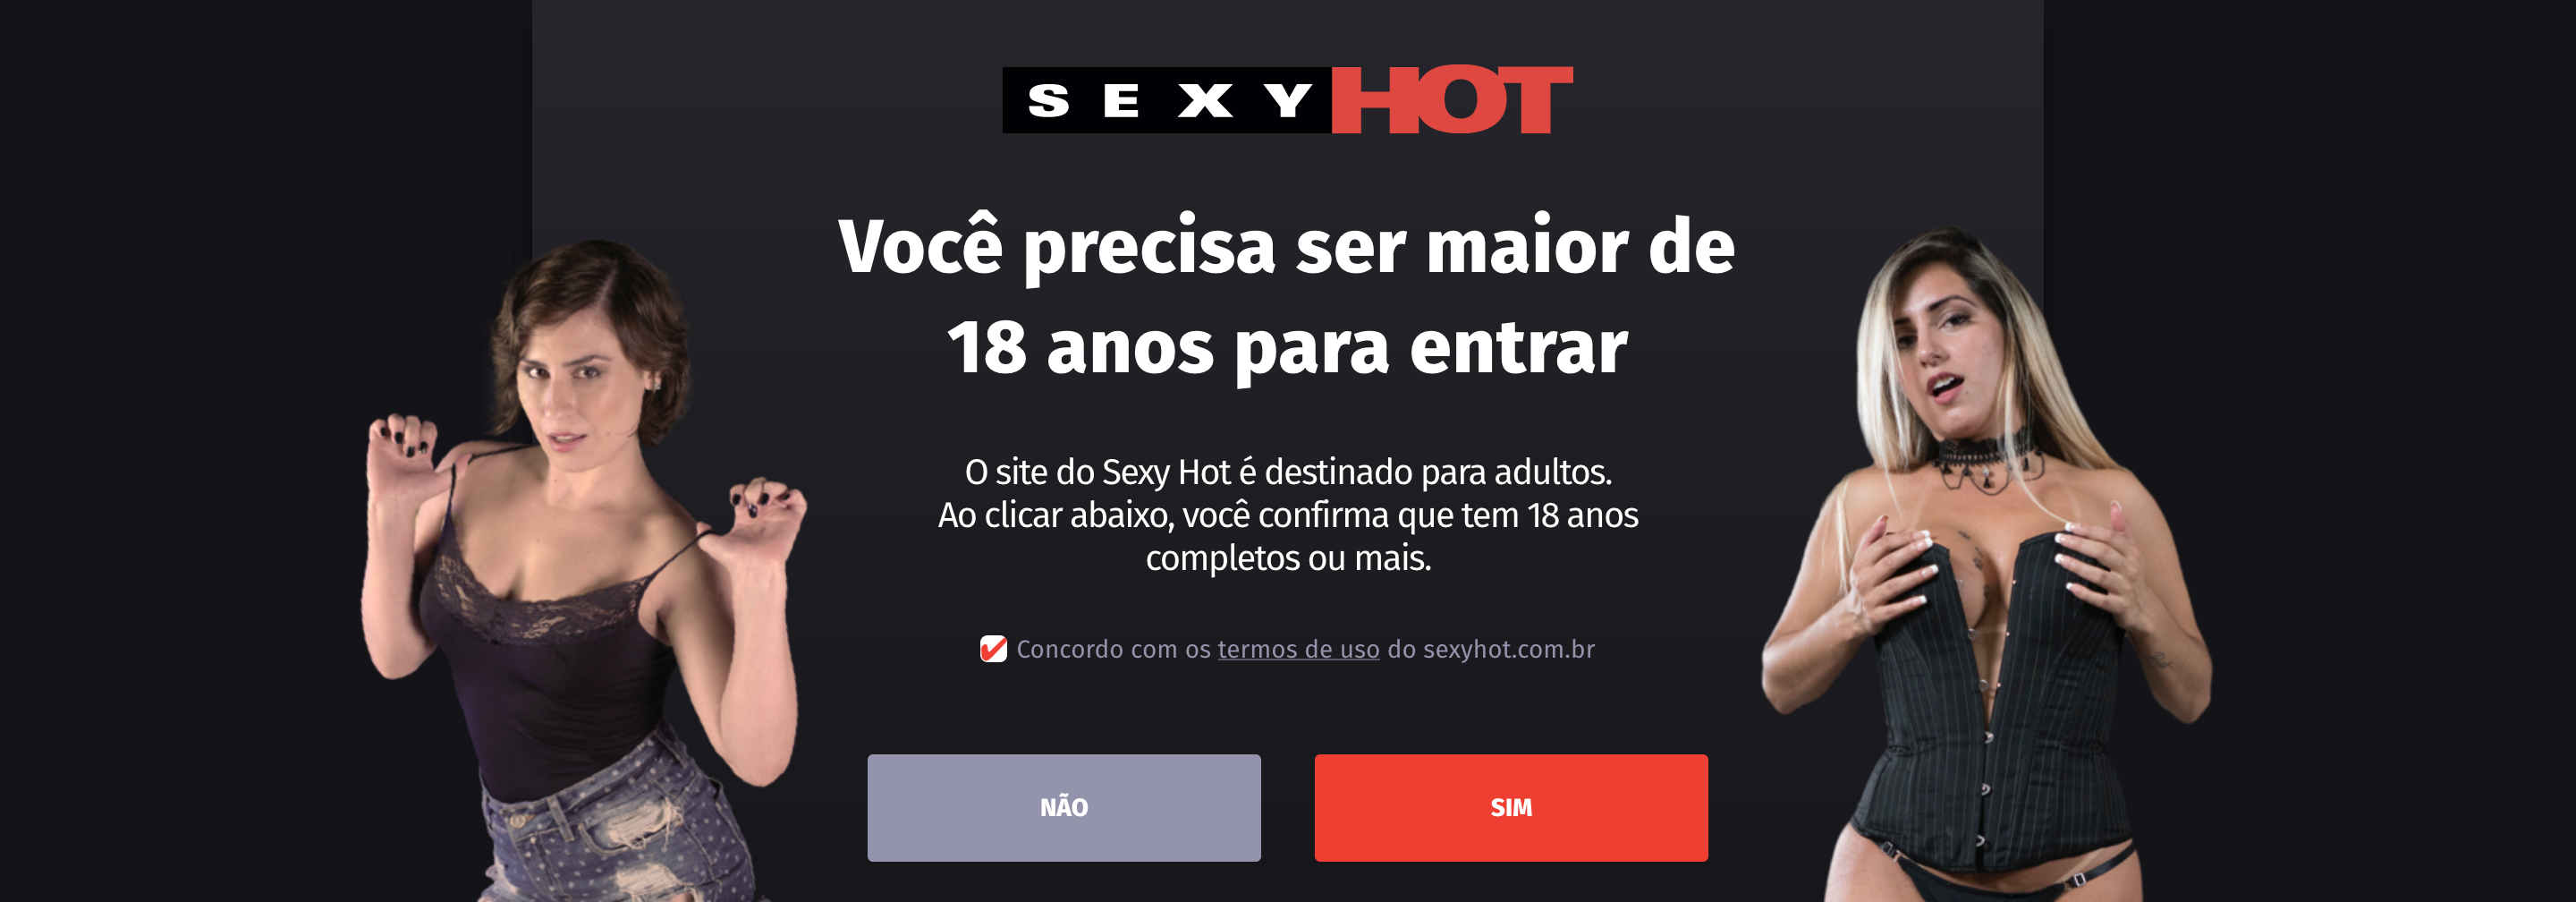 SEXYHOT
Você precisa ser maior de
18 anos para entrar
O site do Sexy Hot é destinado para adultos.
Ao clicar abaixo, você confirma que tem 18 anos
completos ou mais.
Concordo com os termos de uso do sexyhot.com.br
NÃO
SIM